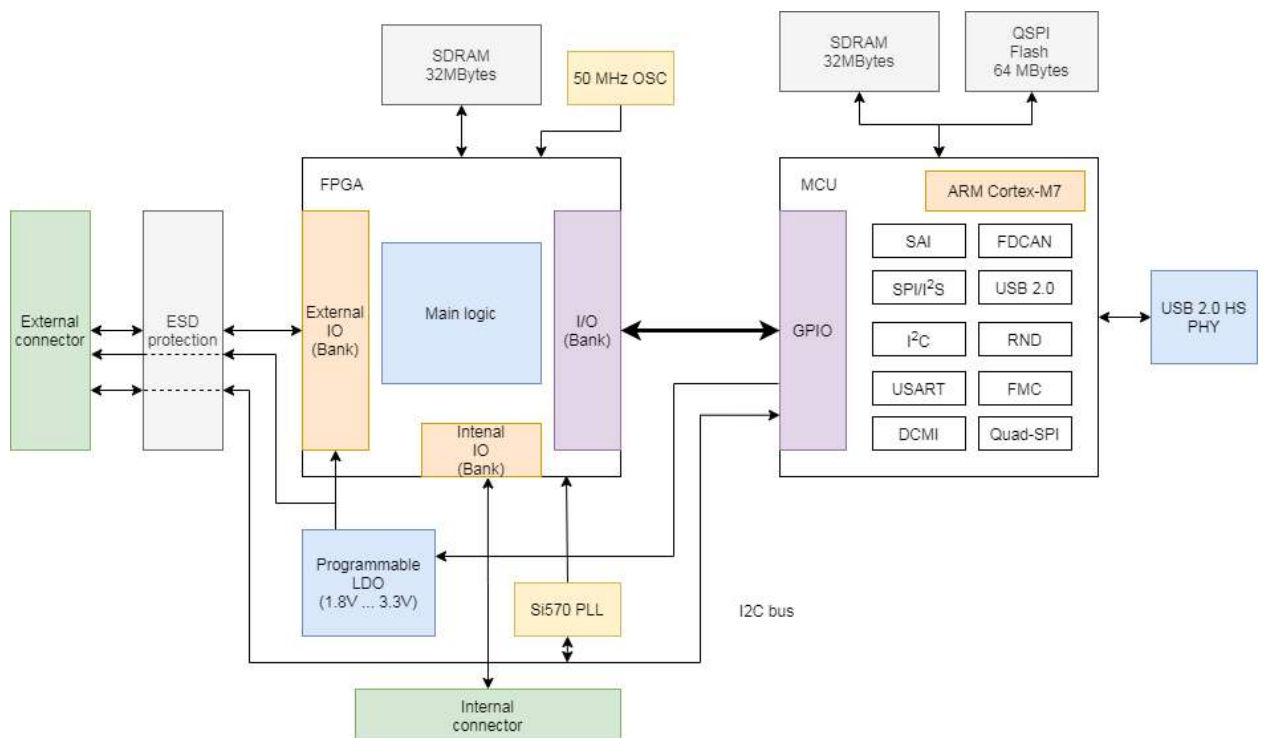 SDRAM
32MBytes
50 MHz OSC
SDRAM
32MBytes
QSPI
Flash
64 MBytes
FPGA
MCU
ARM Cortex-M7
External
connector
ESD
protection
External
IO
(Bank)
Main logic
I/O
(Bank)
GPIO
SAI
FDCAN
SPI/I²S
USB 2.0
I²C
RND
USART
FMC
DCMI
Quad-SPI
USB 2.0 HS
PHY
Intenal
IO
(Bank)
Programmable
LDO
(1.8V ... 3.3V)
Si570 PLL
I2C bus
Internal
connector